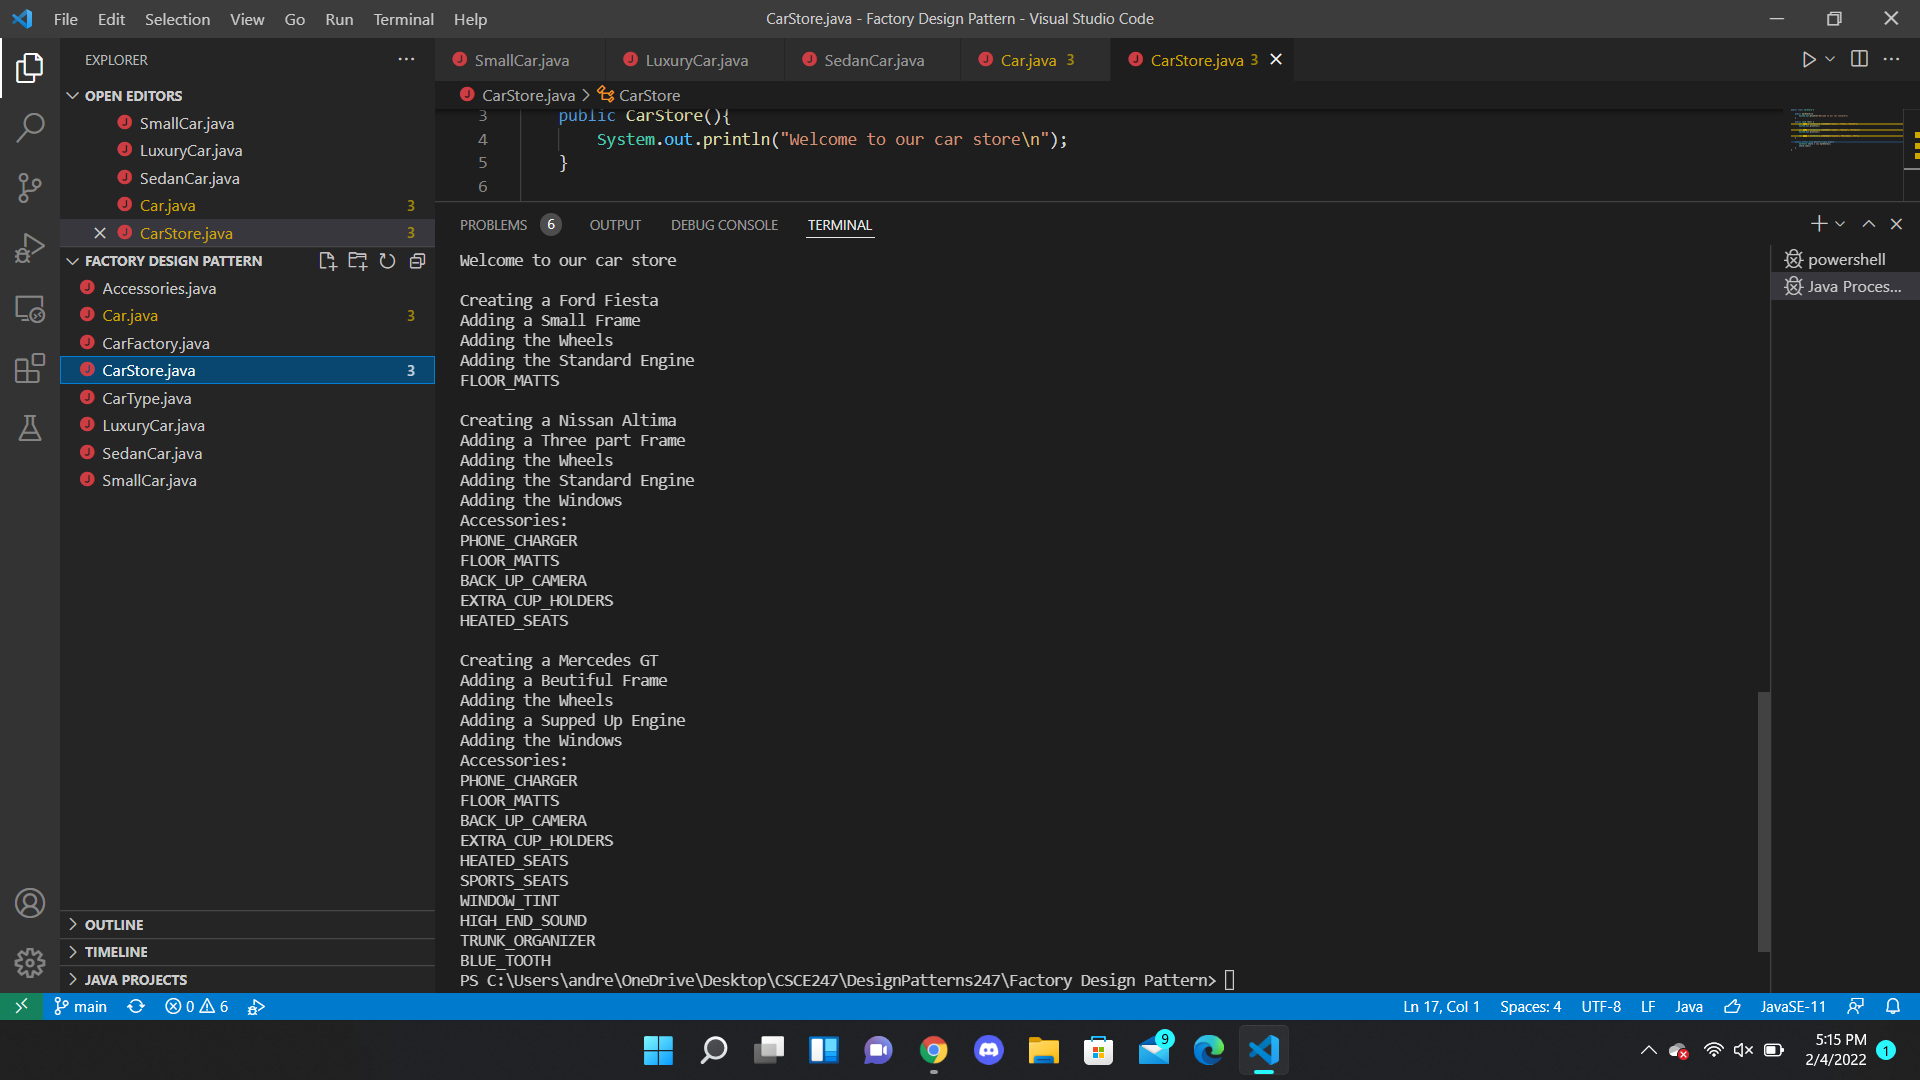 File Edit Selection View Go Run Terminal Help
CarStore.java - Factory Design Pattern - Visual Studio Code
EXPLORER
OPEN EDITORS
SmallCar.java
LuxuryCar.java
SedanCar.java
Car.java 3
CarStore.java 3
FACTORY DESIGN PATTERN
Accessories.java
Car.java 3
CarFactory.java
CarStore.java 3
CarType.java
LuxuryCar.java
SedanCar.java
SmallCar.java
OUTLINE
TIMELINE
JAVA PROJECTS
SmallCar.java LuxuryCar.java SedanCar.java Car.java 3 CarStore.java 3
CarStore.java > CarStore
3 public CarStore(){
4 System.out.println("Welcome to our car store\n");
5 }
6
PROBLEMS 6 OUTPUT DEBUG CONSOLE TERMINAL
Welcome to our car store
Creating a Ford Fiesta
Adding a Small Frame
Adding the Wheels
Adding the Standard Engine
FLOOR_MATTS
Creating a Nissan Altima
Adding a Three part Frame
Adding the Wheels
Adding the Standard Engine
Adding the Windows
Accessories:
PHONE_CHARGER
FLOOR_MATTS
BACK_UP_CAMERA
EXTRA_CUP_HOLDERS
HEATED_SEATS
Creating a Mercedes GT
Adding a Beutiful Frame
Adding the Wheels
Adding a Supped Up Engine
Adding the Windows
Accessories:
PHONE_CHARGER
FLOOR_MATTS
BACK_UP_CAMERA
EXTRA_CUP_HOLDERS
HEATED_SEATS
SPORTS_SEATS
WINDOW_TINT
HIGH_END_SOUND
TRUNK_ORGANIZER
BLUE_TOOTH
PS C:\Users\andre\OneDrive\Desktop\CSCE247\DesignPatterns247\Factory Design Pattern>
powershell
Java Proces...
main 0 6
Ln 17, Col 1 Spaces: 4 UTF-8 LF Java JavaSE-11
9
5:15 PM
2/4/2022
1